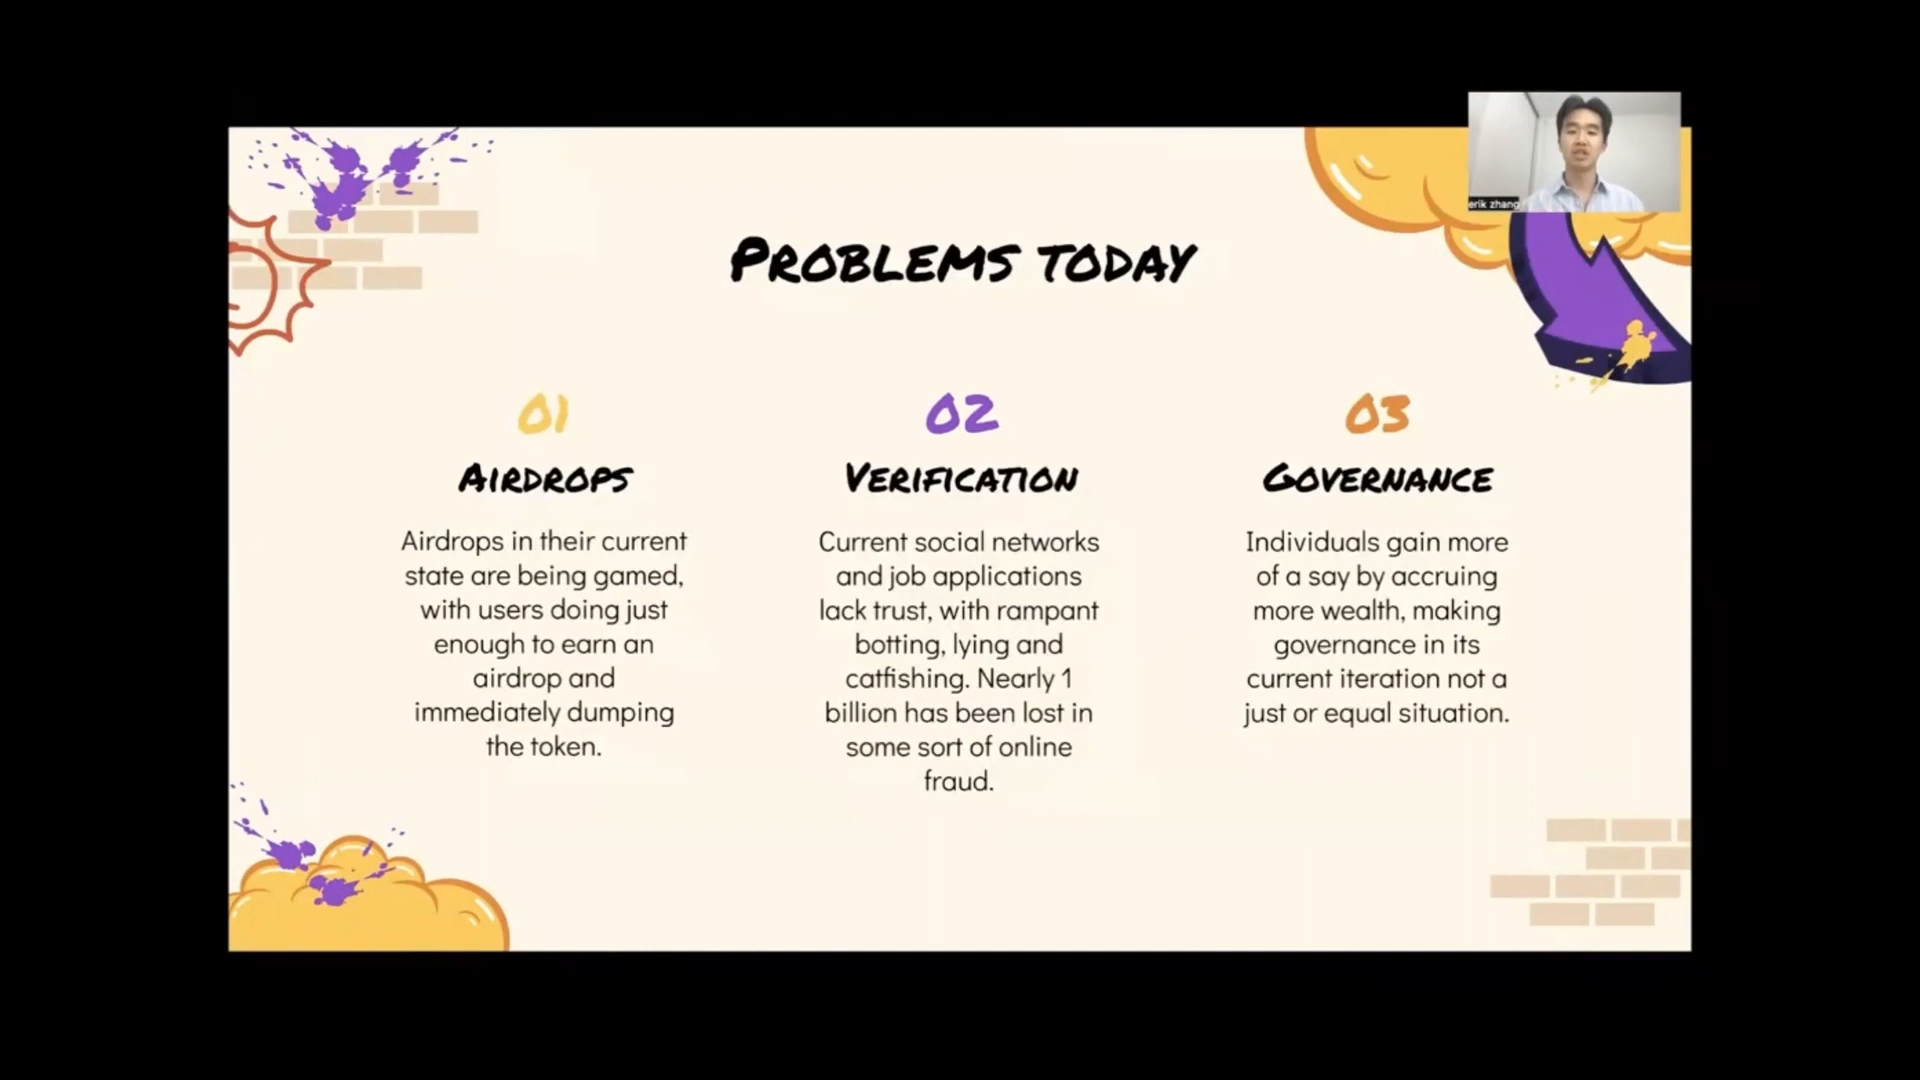 erik zhang
PROBLEMS TODAY
01
AIRDROPS
Airdrops in their current
state are being gamed,
with users doing just
enough to earn an
airdrop and
immediately dumping
the token.
02
VERIFICATION
Current social networks
and job applications
lack trust, with rampant
botting, lying and
catfishing. Nearly 1
billion has been lost in
some sort of online
fraud.
03
GOVERNANCE
Individuals gain more
of a say by accruing
more wealth, making
governance in its
current iteration not a
just or equal situation.